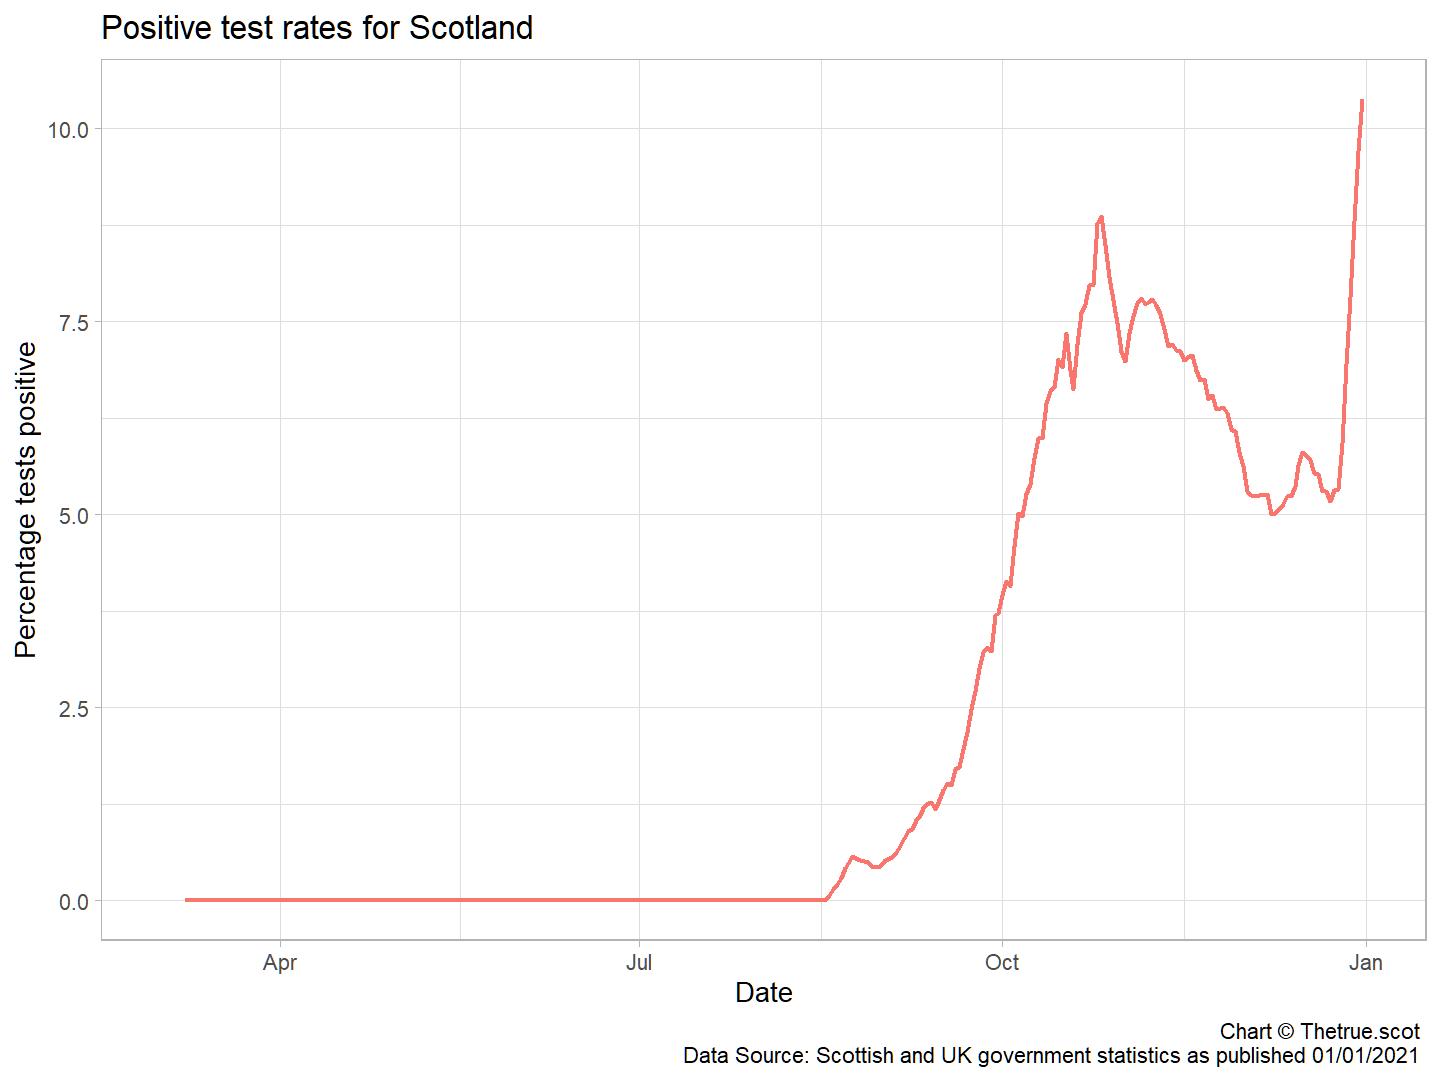 Positive test rates for Scotland
Percentage tests positive
10.0
7.5
5.0
2.5
0.0
Apr Jul Oct Jan
Date
Chart © Thetrue.scot
Data Source: Scottish and UK government statistics as published 01/01/2021